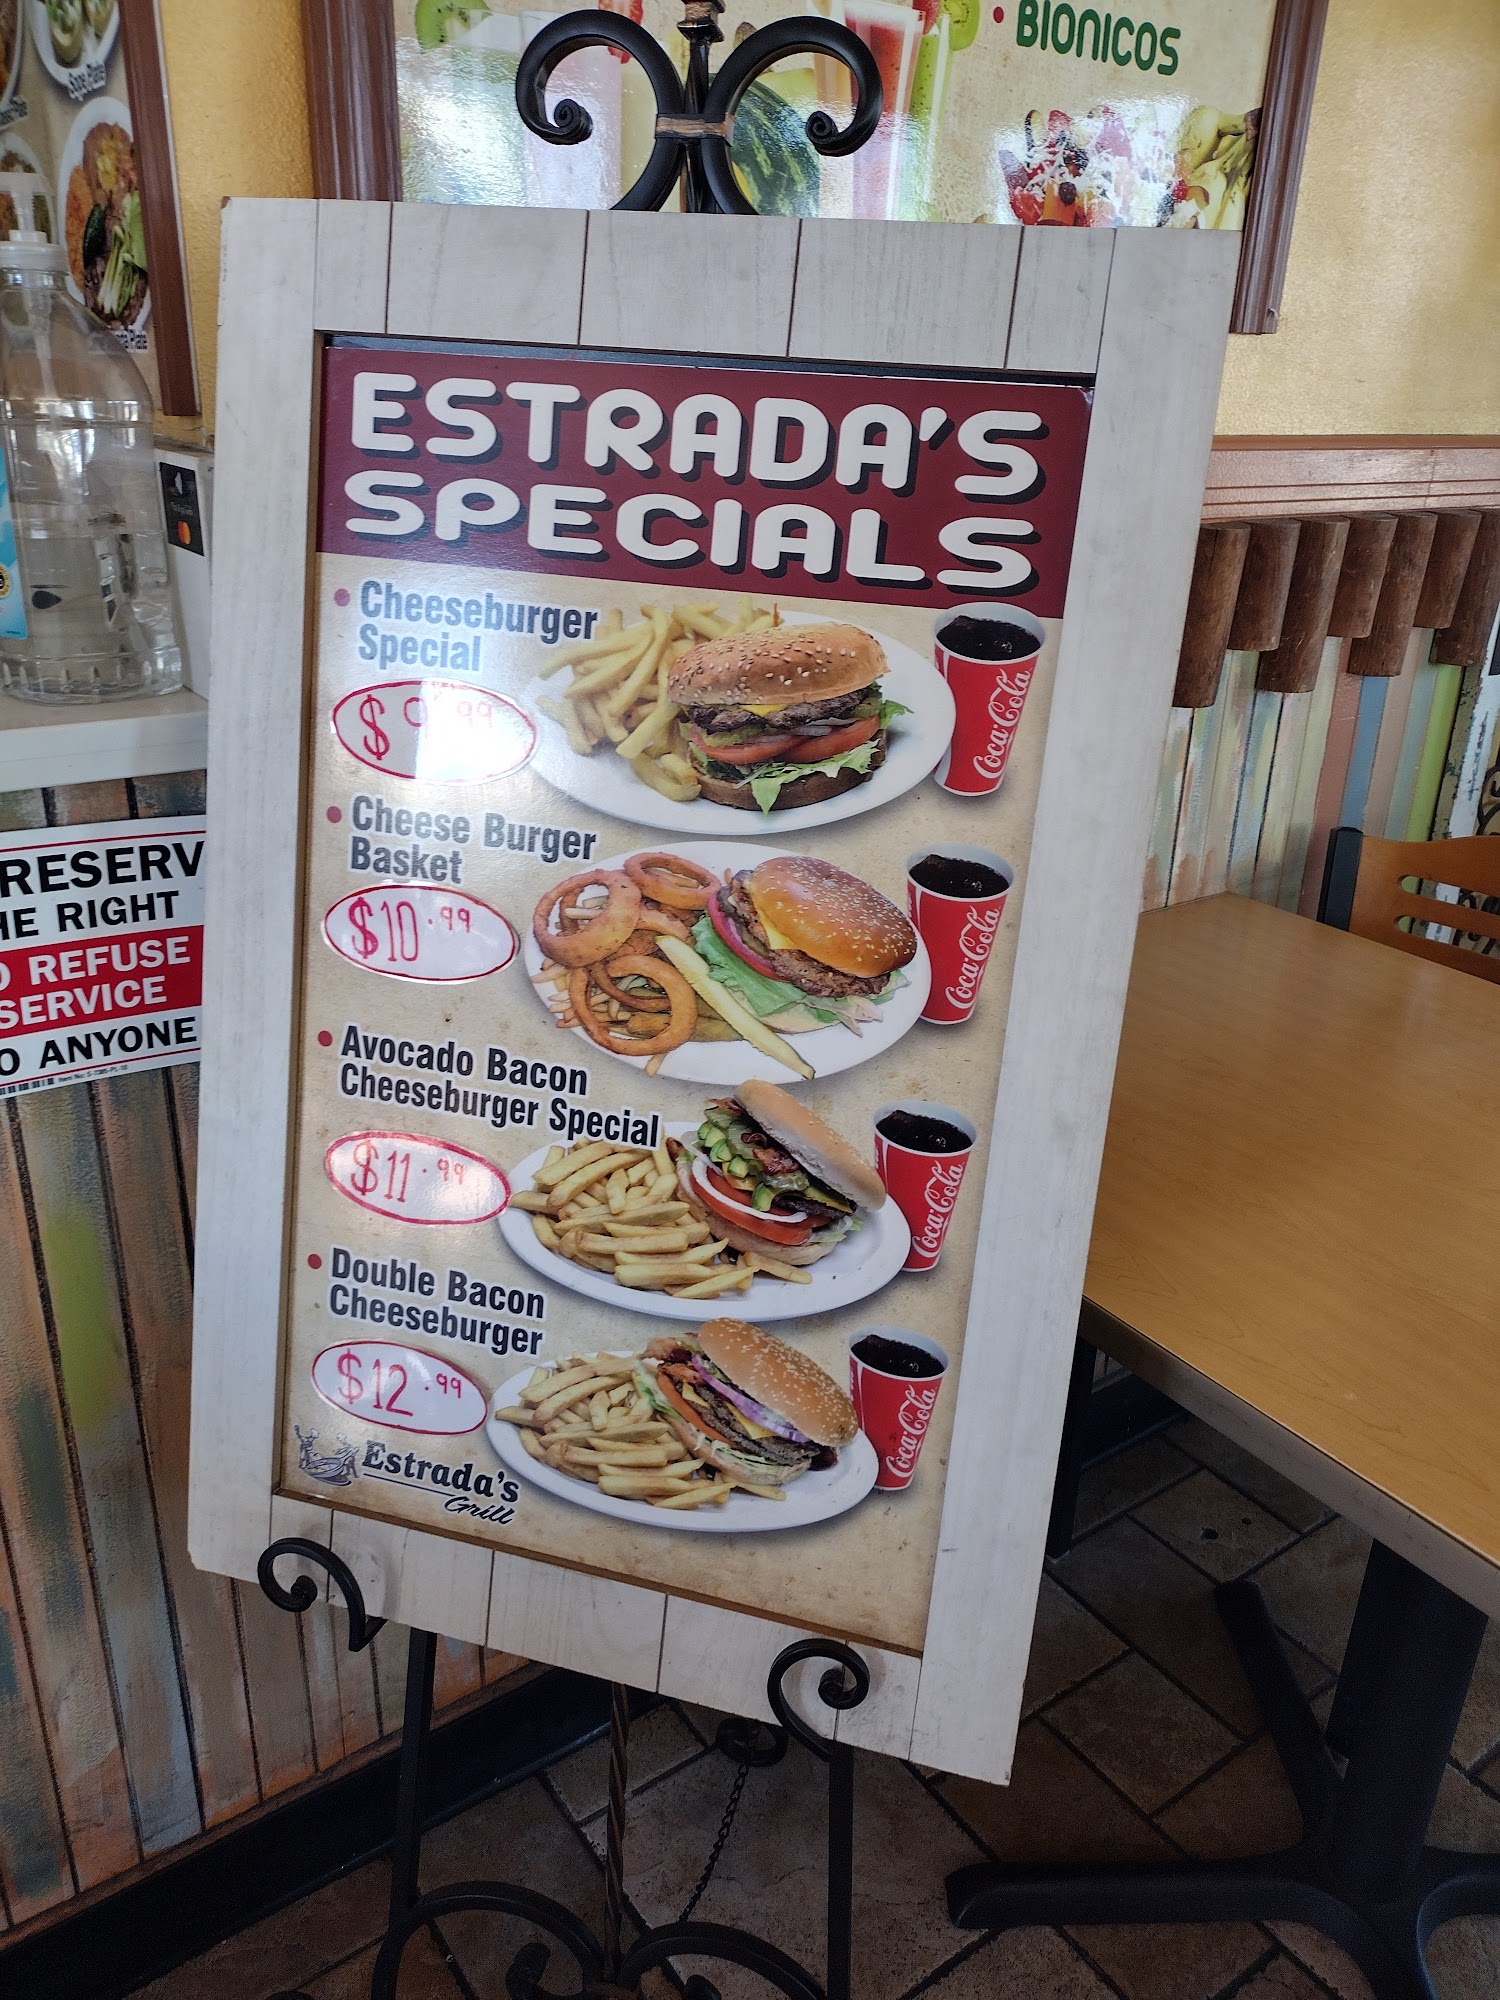 • BIONICOS
Sope Plate
ESTRADA'S
SPECIALS
• Cheeseburger
Special
$9.99
Coca-Cola
• Cheese Burger
Basket
$10.99
Coca-Cola
• Avocado Bacon
Cheeseburger Special
$11.99
Coca-Cola
• Double Bacon
Cheeseburger
$12.99
Coca-Cola
Estrada's
Grill
RESERV
HE RIGHT
O REFUSE
SERVICE
O ANYONE